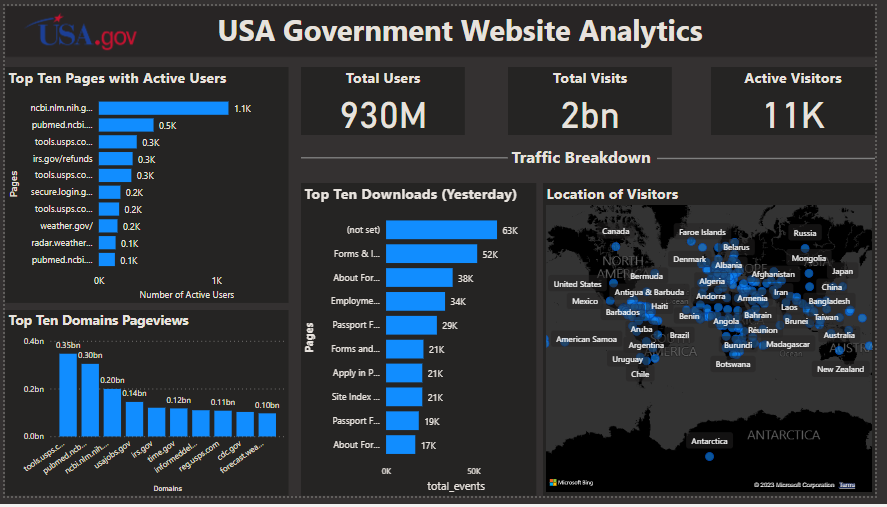 USA.gov
USA Government Website Analytics
Top Ten Pages with Active Users
Pages
ncbi.nlm.nih.g... 1.1K
pubmed.ncbi.... 0.5K
tools.usps.co... 0.3K
irs.gov/refunds 0.3K
tools.usps.co... 0.3K
secure.login.g... 0.2K
tools.usps.co... 0.2K
weather.gov/ 0.2K
radar.weather... 0.1K
pubmed.ncbi.... 0.1K
0K 1K
Number of Active Users
Top Ten Domains Pageviews
0.4bn
0.2bn
0.0bn
0.35bn 0.30bn 0.20bn 0.14bn 0.12bn 0.11bn 0.10bn
tools.usps.c... pubmed.ncb... ncbi.nlm.nih.... usajobs.gov irs.gov time.gov informeddel... reg.usps.com cdc.gov forecast.wea...
Domains
Total Users
930M
Total Visits
2bn
Active Visitors
11K
Traffic Breakdown
Top Ten Downloads (Yesterday)
Pages
(not set) 63K
Forms & I... 52K
About For... 38K
Employme... 34K
Passport F... 29K
Forms and... 21K
Apply in P... 21K
Site Index ... 21K
Passport F... 19K
About For... 17K
0K 50K
total_events
Location of Visitors
Canada Faroe Islands Russia
Belarus
NORTH Denmark Albania Mongolia
AMER Bermuda Algeria Afghanistan Japan
United States Antigua & Barbuda Andorra Armenia Iran China
Mexico Haiti Laos Bangladesh
Barbados Benin Angola Bahrain Brunei Taiwan
Aruba Brazil Réunion Australia
American Samoa Argentina Burundi Madagascar AUSTR
AMERICA
Uruguay Botswana New Zealand
Chile
Antarctica ANTARCTICA
Microsoft Bing © 2023 Microsoft Corporation Terms